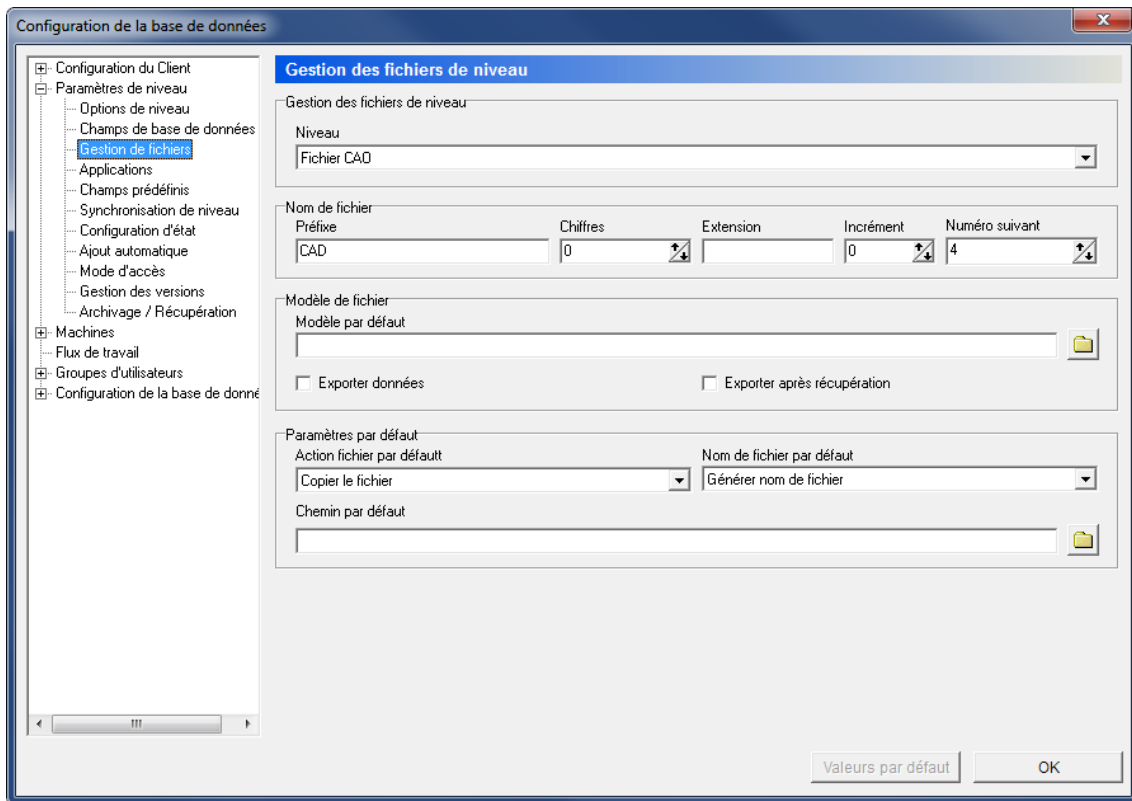 Configuration de la base de données
Configuration du Client
Paramètres de niveau
Options de niveau
Champs de base de données
Gestion de fichiers
Applications
Champs prédéfinis
Synchronisation de niveau
Configuration d'état
Ajout automatique
Mode d'accès
Gestion des versions
Archivage / Récupération
Machines
Flux de travail
Groupes d'utilisateurs
Configuration de la base de donné
Gestion des fichiers de niveau
Gestion des fichiers de niveau
Niveau
Fichier CAO
Nom de fichier
Préfixe Chiffres Extension Incrément Numéro suivant
CAD 0 0 4
Modèle de fichier
Modèle par défaut
Exporter données Exporter après récupération
Paramètres par défaut
Action fichier par défautt Nom de fichier par défaut
Copier le fichier Générer nom de fichier
Chemin par défaut
Valeurs par défaut OK